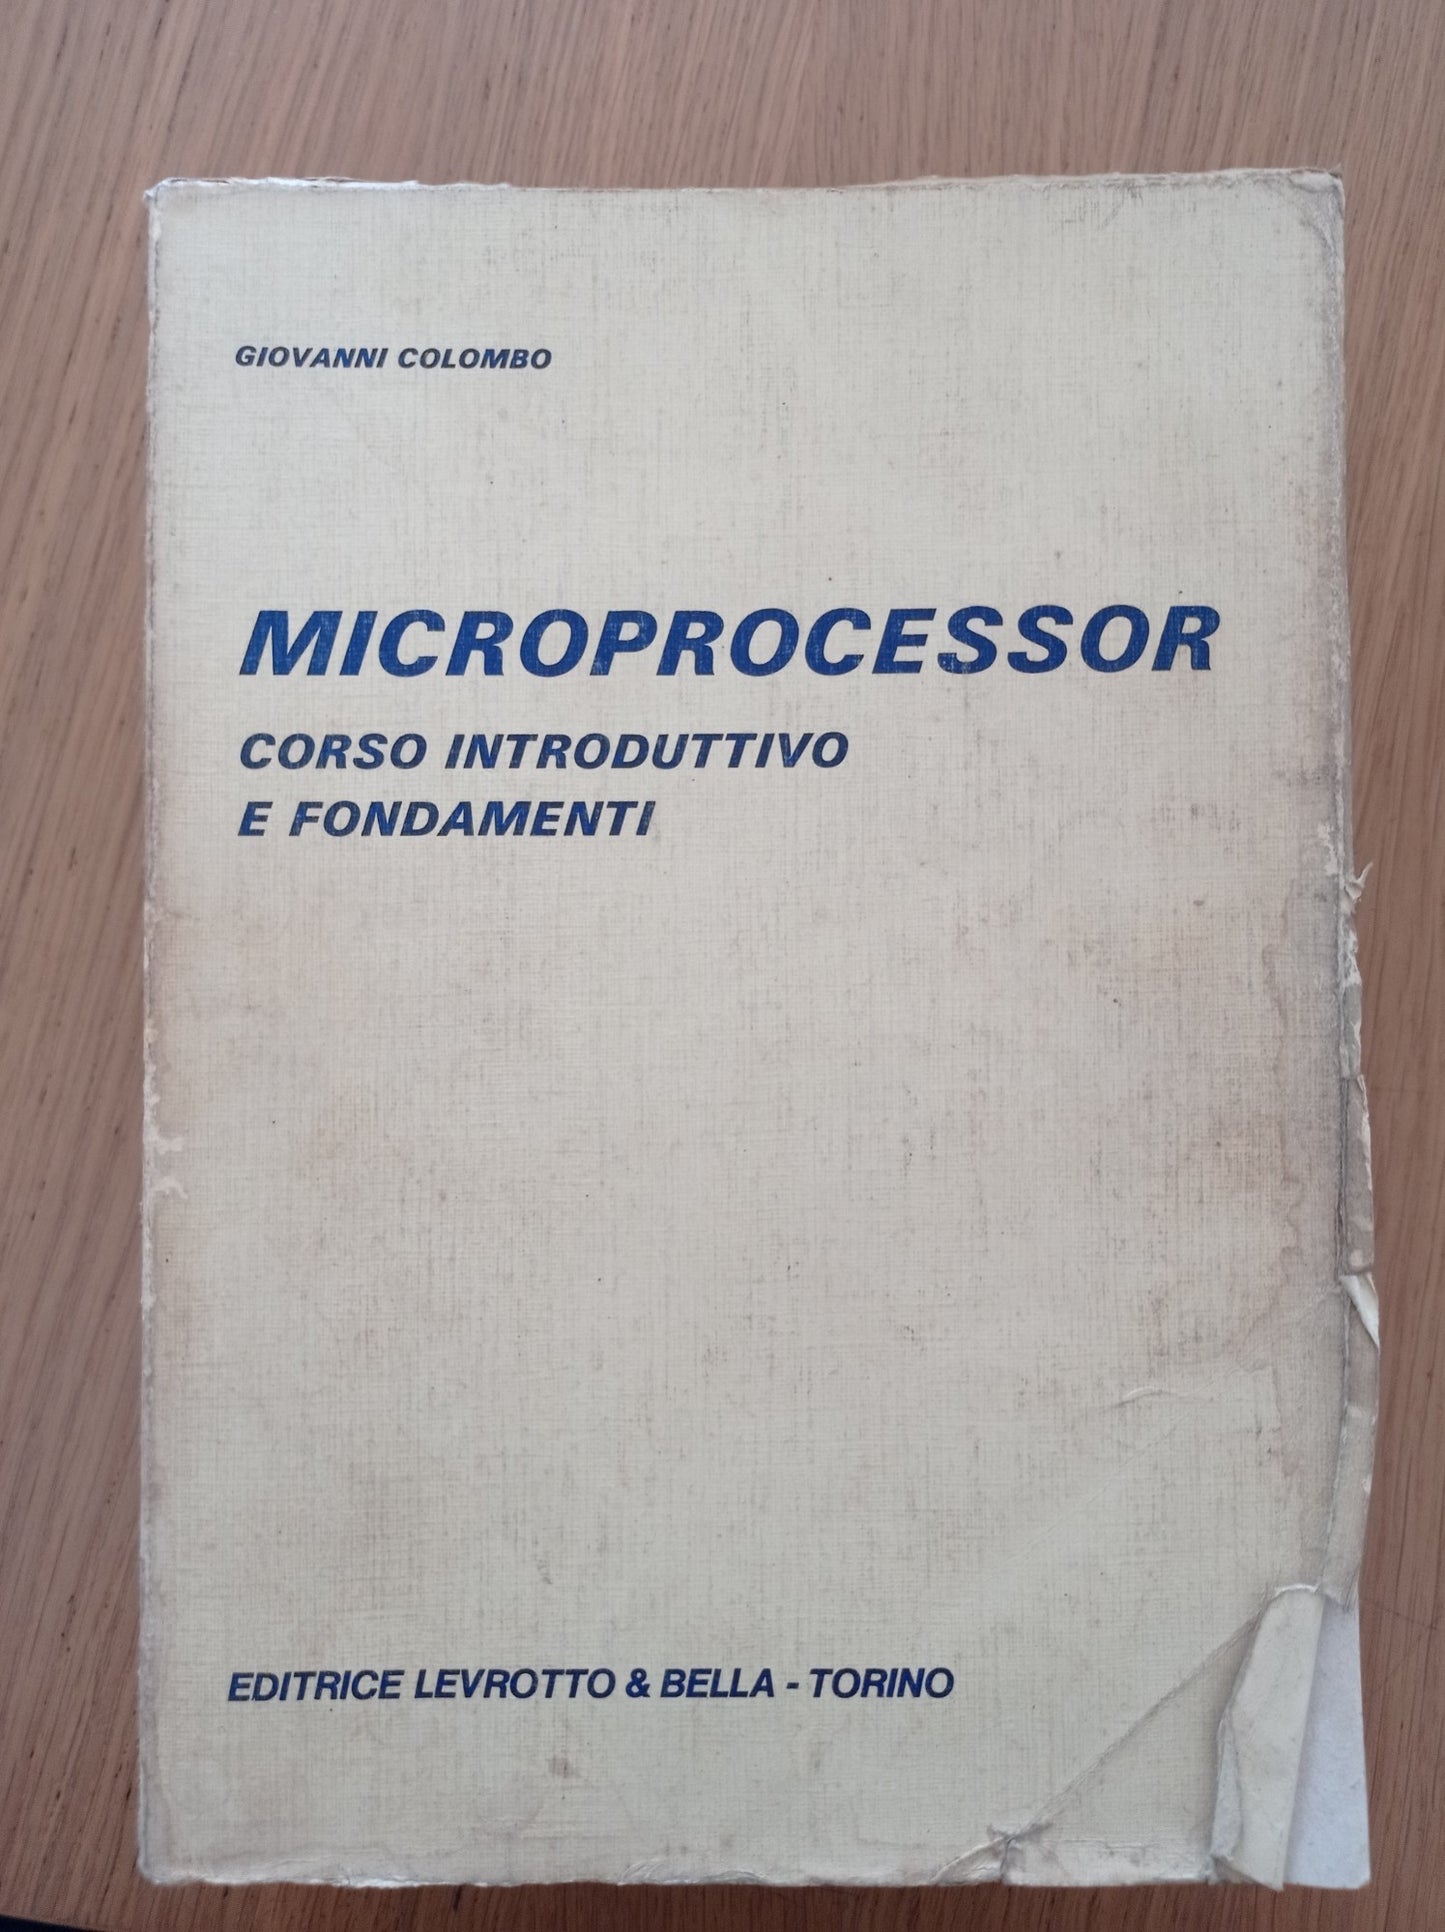 GIOVANNI COLOMBO
MICROPROCESSOR
CORSO INTRODUTTIVO
E FONDAMENTI
EDITRICE LEVROTTO & BELLA - TORINO